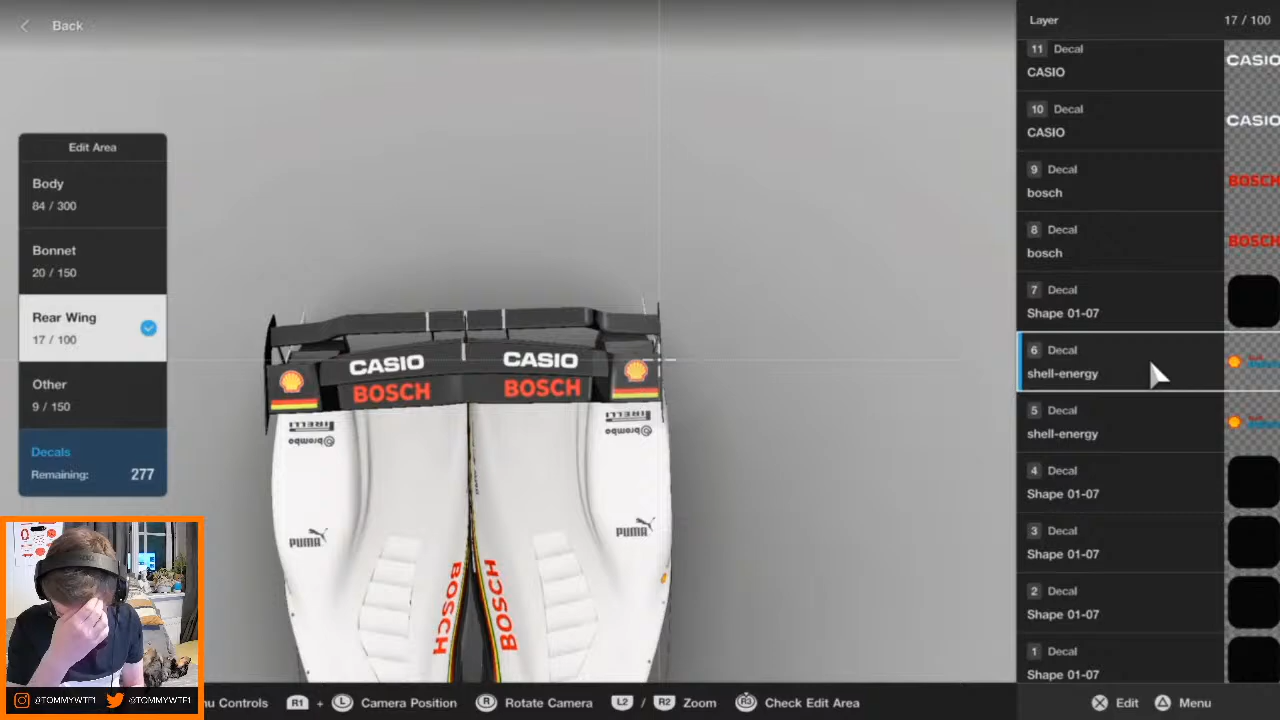 Back
Layer 17 / 100
11 Decal
CASIO
CASIO
10 Decal
CASIO
CASIO
9 Decal
bosch
BOSCH
8 Decal
bosch
BOSCH
7 Decal
Shape 01-07
6 Decal
shell-energy
5 Decal
shell-energy
4 Decal
Shape 01-07
3 Decal
Shape 01-07
2 Decal
Shape 01-07
1 Decal
Shape 01-07
Edit Area
Body
84 / 300
Bonnet
20 / 150
Rear Wing
17 / 100
Other
9 / 150
Decals
Remaining: 277
CASIO CASIO
BOSCH BOSCH
PIRELLI PIRELLI
brembo brembo
PUMA PUMA
BOSCH BOSCH
@TOMMYWTF1 @TOMMYWTF1
nu Controls R1 + L Camera Position R Rotate Camera L2 / R2 Zoom R3 Check Edit Area Edit Menu